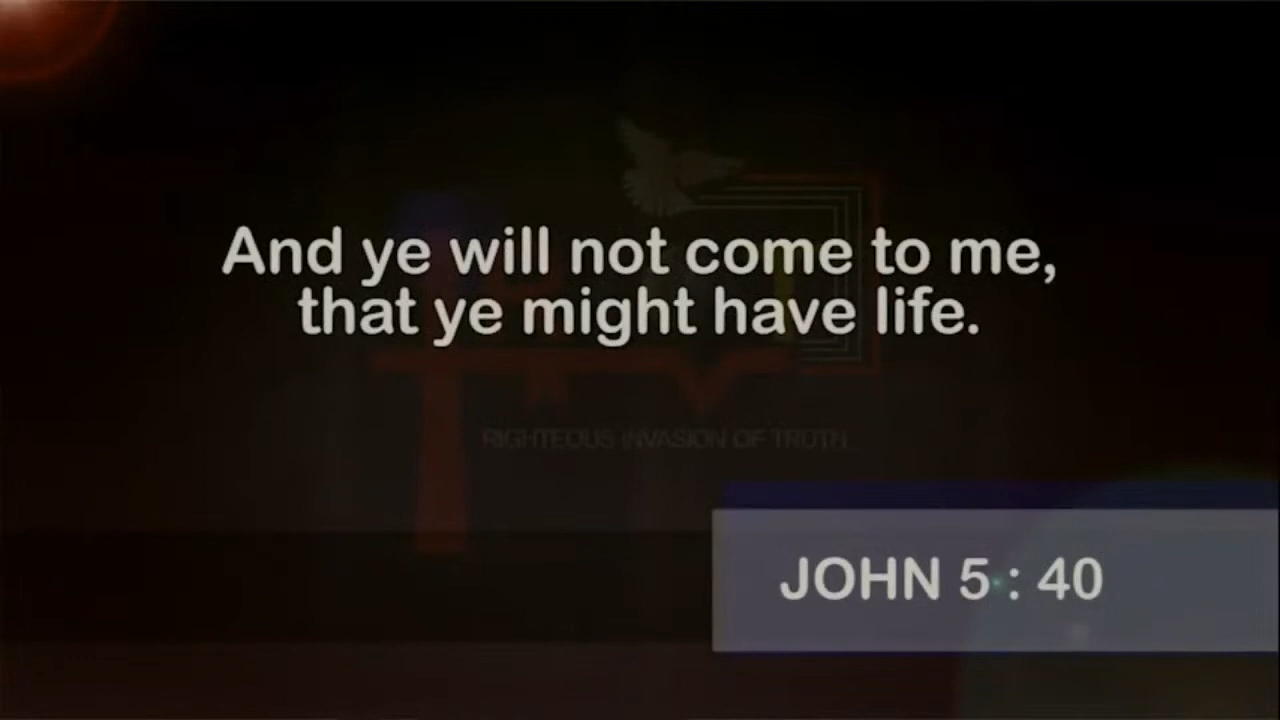 And ye will not come to me,
that ye might have life.
RIGHTEOUS INVASION OF TRUTH
JOHN 5 : 40